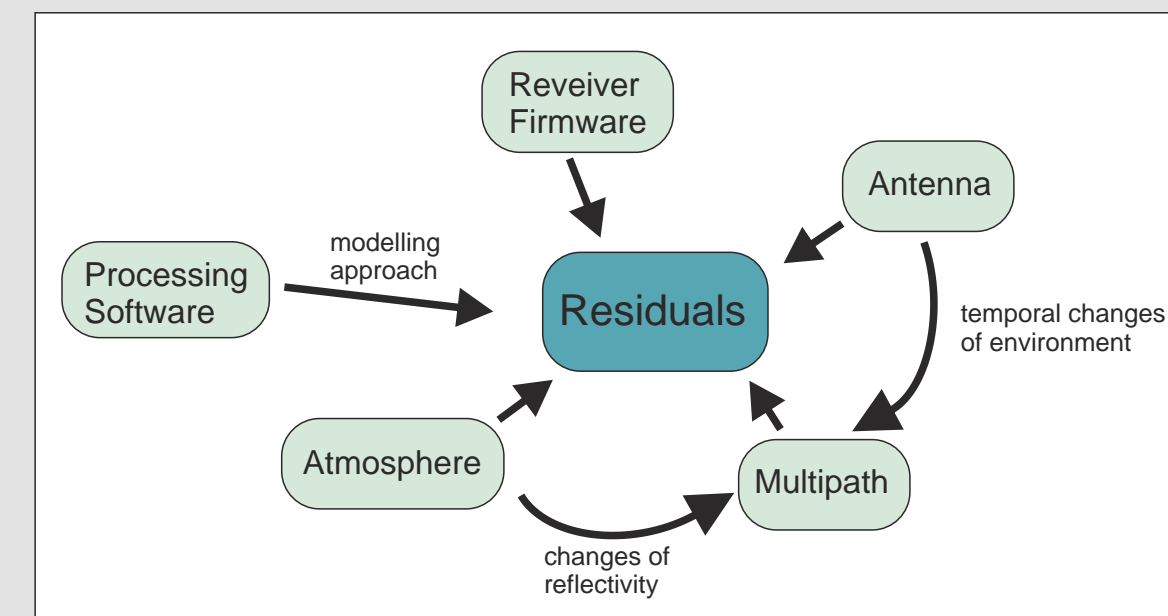 Reveiver
Firmware
Antenna
modelling
approach
Processing
Software
Residuals
temporal changes
of environment
Atmosphere
Multipath
changes of
reflectivity